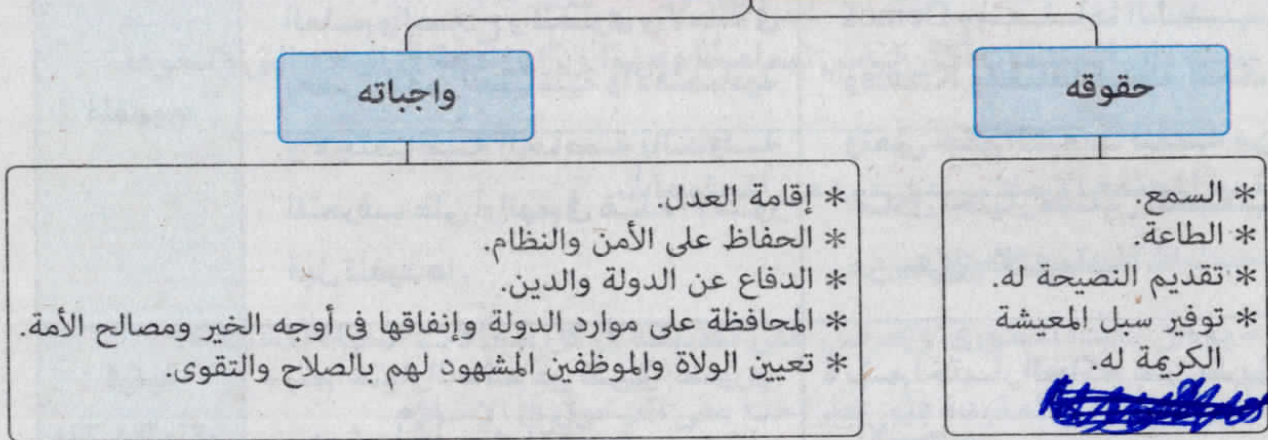 حقوقه
* السمع.
* الطاعة.
* تقديم النصيحة له.
* توفير سبل المعيشة
الكريمة له.
واجباته
* إقامة العدل.
* الحفاظ على الأمن والنظام.
* الدفاع عن الدولة والدين.
* المحافظة على موارد الدولة وإنفاقها فى أوجه الخير ومصالح الأمة.
* تعيين الولاة والموظفين المشهود لهم بالصلاح والتقوى.